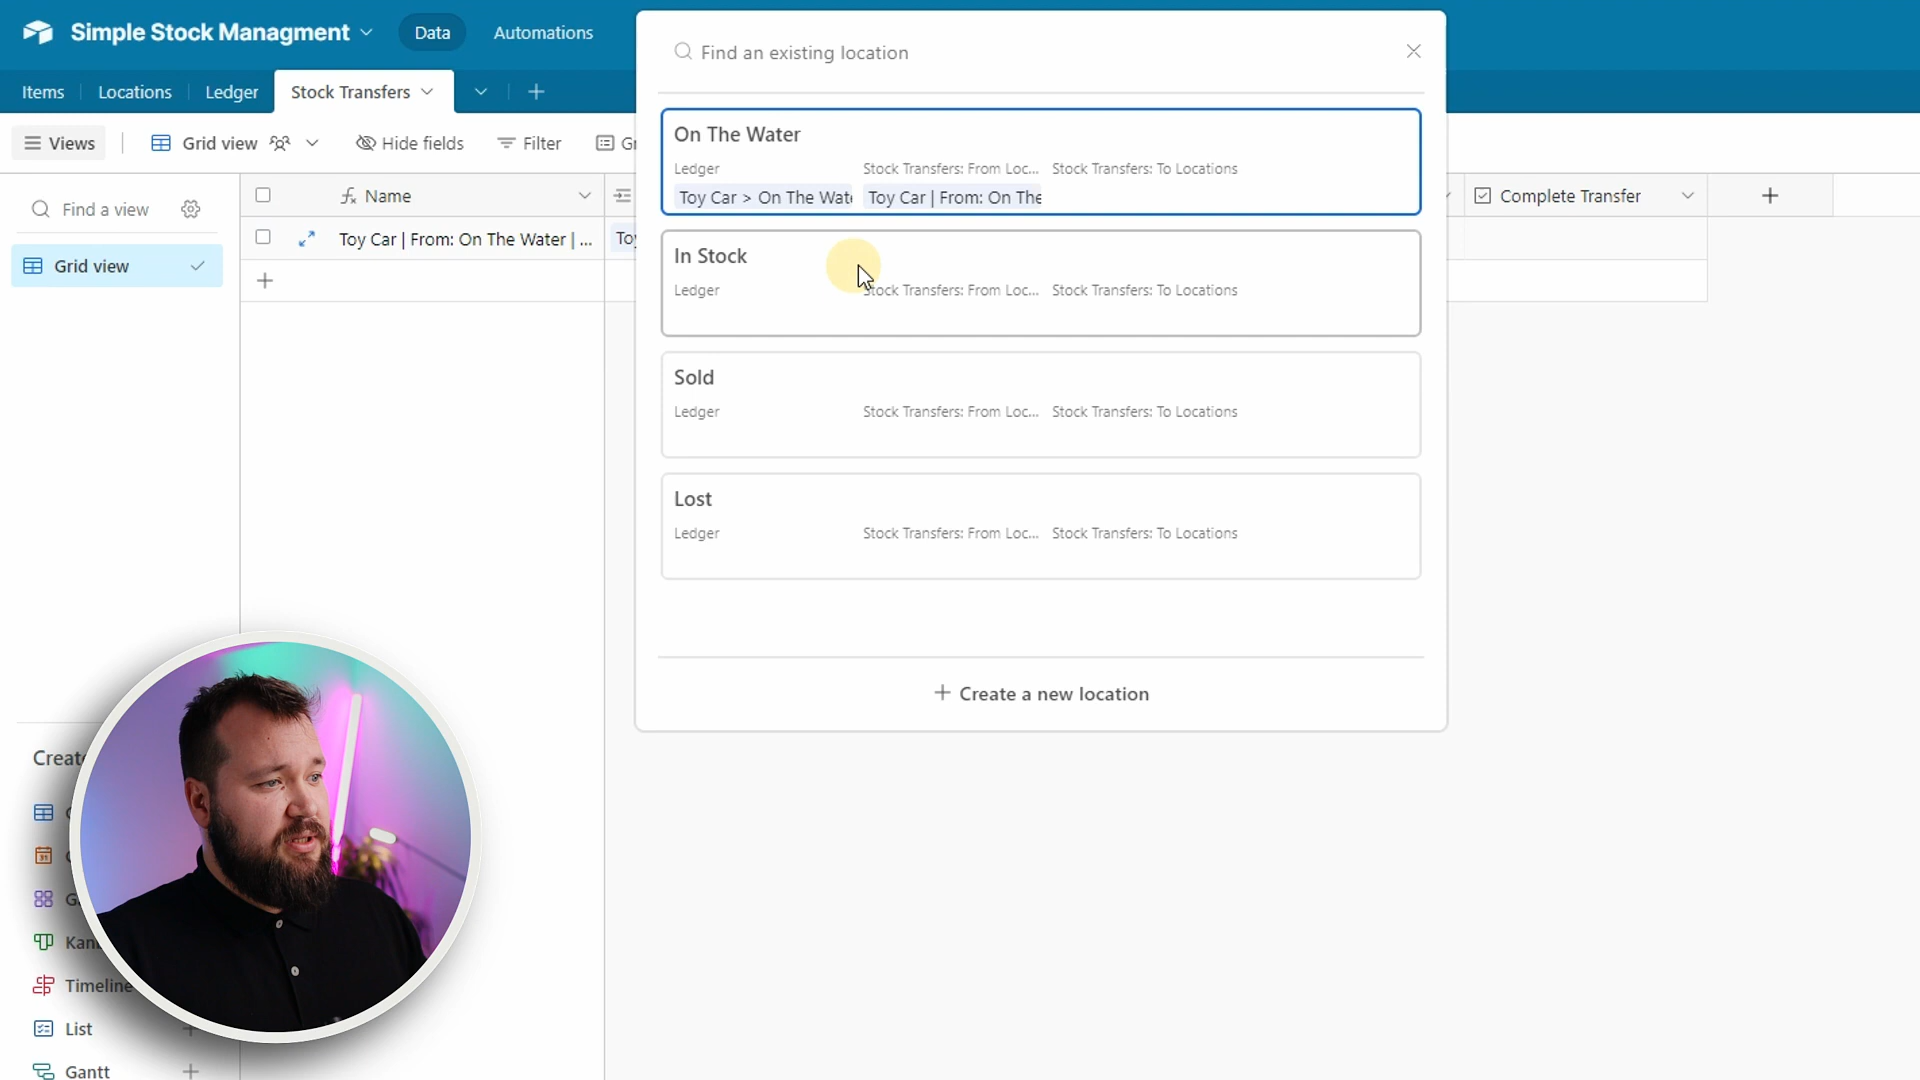 Simple Stock Managment
Data
Automations
Items
Locations
Ledger
Stock Transfers
Views
Grid view
Hide fields
Filter
Find a view
Grid view
Name
Complete Transfer
Toy Car | From: On The Water | ...
Find an existing location
On The Water
Ledger
Stock Transfers: From Loc...
Stock Transfers: To Locations
Toy Car > On The Wat
Toy Car | From: On The
In Stock
Ledger
Stock Transfers: From Loc...
Stock Transfers: To Locations
Sold
Ledger
Stock Transfers: From Loc...
Stock Transfers: To Locations
Lost
Ledger
Stock Transfers: From Loc...
Stock Transfers: To Locations
+ Create a new location
Timeline
List
Gantt